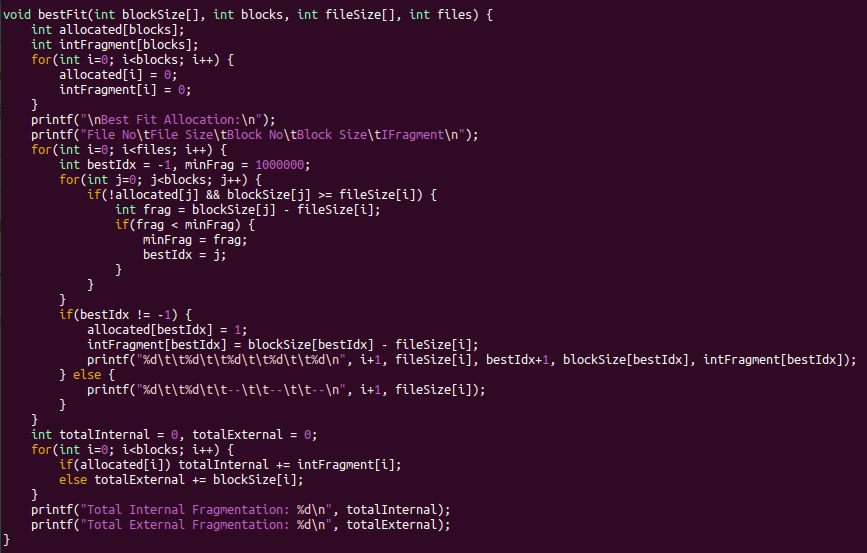 void bestFit(int blockSize[], int blocks, int fileSize[], int files) {
    int allocated[blocks];
    int intFragment[blocks];
    for(int i=0; i<blocks; i++) {
        allocated[i] = 0;
        intFragment[i] = 0;
    }
    printf("\nBest Fit Allocation:\n");
    printf("File No\tFile Size\tBlock No\tBlock Size\tIFragment\n");
    for(int i=0; i<files; i++) {
        int bestIdx = -1, minFrag = 1000000;
        for(int j=0; j<blocks; j++) {
            if(!allocated[j] && blockSize[j] >= fileSize[i]) {
                int frag = blockSize[j] - fileSize[i];
                if(frag < minFrag) {
                    minFrag = frag;
                    bestIdx = j;
                }
            }
        }
        if(bestIdx != -1) {
            allocated[bestIdx] = 1;
            intFragment[bestIdx] = blockSize[bestIdx] - fileSize[i];
            printf("%d\t\t%d\t\t%d\t\t%d\t\t%d\n", i+1, fileSize[i], bestIdx+1, blockSize[bestIdx], intFragment[bestIdx]);
        } else {
            printf("%d\t\t%d\t\t--\t\t--\t\t--\n", i+1, fileSize[i]);
        }
    }
    int totalInternal = 0, totalExternal = 0;
    for(int i=0; i<blocks; i++) {
        if(allocated[i]) totalInternal += intFragment[i];
        else totalExternal += blockSize[i];
    }
    printf("Total Internal Fragmentation: %d\n", totalInternal);
    printf("Total External Fragmentation: %d\n", totalExternal);
}